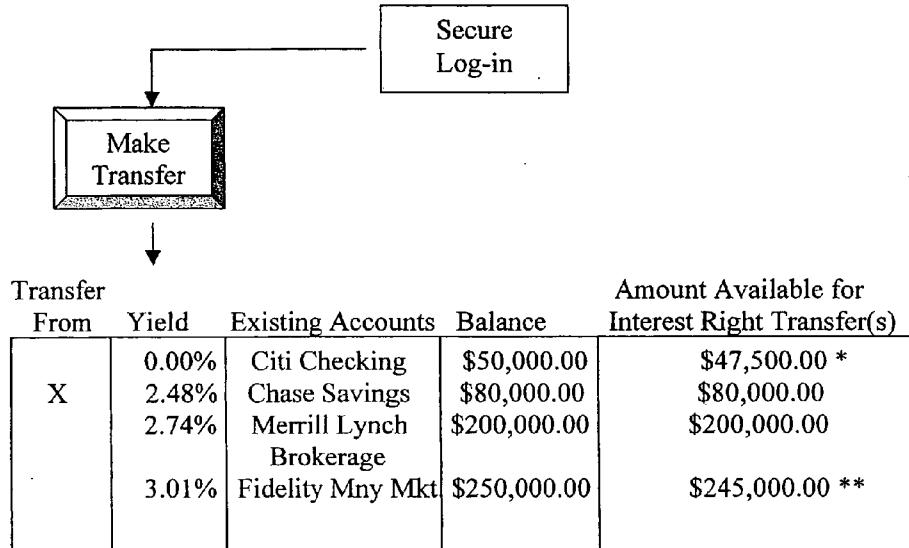 Secure
Log-in
Make
Transfer
Transfer Amount Available for
From Yield Existing Accounts Balance Interest Right Transfer(s)
0.00% Citi Checking $50,000.00 $47,500.00 *
X 2.48% Chase Savings $80,000.00 $80,000.00
2.74% Merrill Lynch $200,000.00 $200,000.00
Brokerage
3.01% Fidelity Mny Mkt $250,000.00 $245,000.00 **